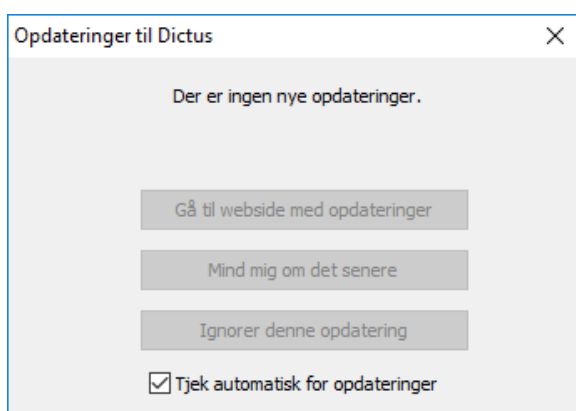 Opdateringer til Dictus
Der er ingen nye opdateringer.
Gå til webside med opdateringer
Mind mig om det senere
Ignorer denne opdatering
Tjek automatisk for opdateringer